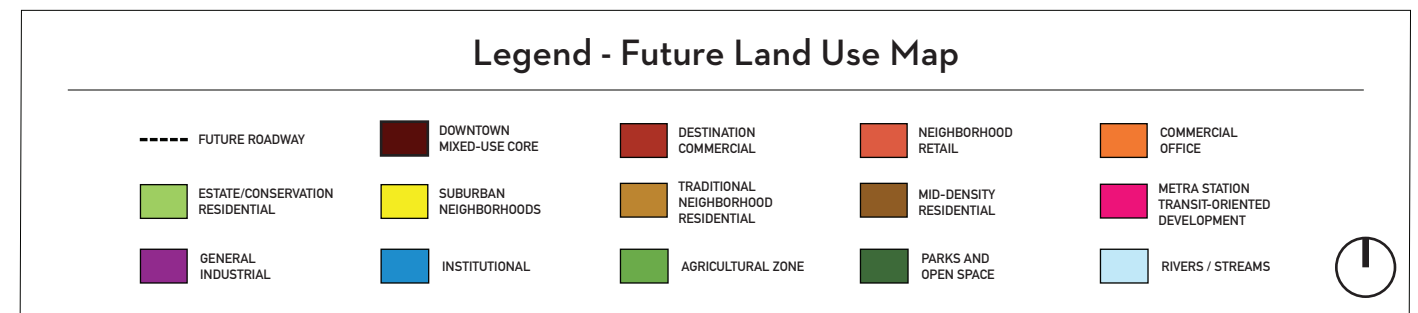 Legend - Future Land Use Map
FUTURE ROADWAY
DOWNTOWN
MIXED-USE CORE
DESTINATION
COMMERCIAL
NEIGHBORHOOD
RETAIL
COMMERCIAL
OFFICE
ESTATE/CONSERVATION
RESIDENTIAL
SUBURBAN
NEIGHBORHOODS
TRADITIONAL
NEIGHBORHOOD
RESIDENTIAL
MID-DENSITY
RESIDENTIAL
METRA STATION
TRANSIT-ORIENTED
DEVELOPMENT
GENERAL
INDUSTRIAL
INSTITUTIONAL
AGRICULTURAL ZONE
PARKS AND
OPEN SPACE
RIVERS / STREAMS